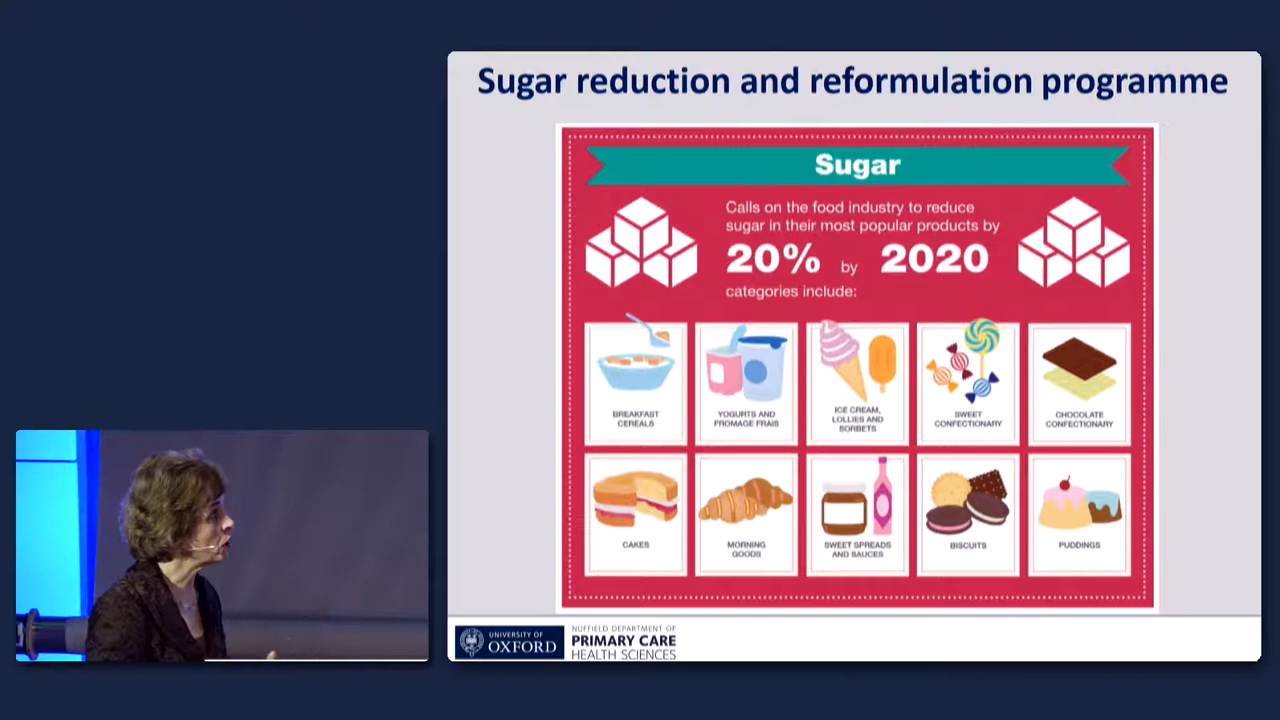 Sugar reduction and reformulation programme
Sugar
Calls on the food industry to reduce
sugar in their most popular products by
20% by 2020
categories include:
BREAKFAST
CEREALS
YOGURTS AND
FROMAGE FRAIS
ICE CREAM,
LOLLIES AND
SORBETS
SWEET
CONFECTIONARY
CHOCOLATE
CONFECTIONARY
CAKES
MORNING
GOODS
SWEET SPREADS
AND SAUCES
BISCUITS
PUDDINGS
UNIVERSITY OF
OXFORD
NUFFIELD DEPARTMENT OF
PRIMARY CARE
HEALTH SCIENCES